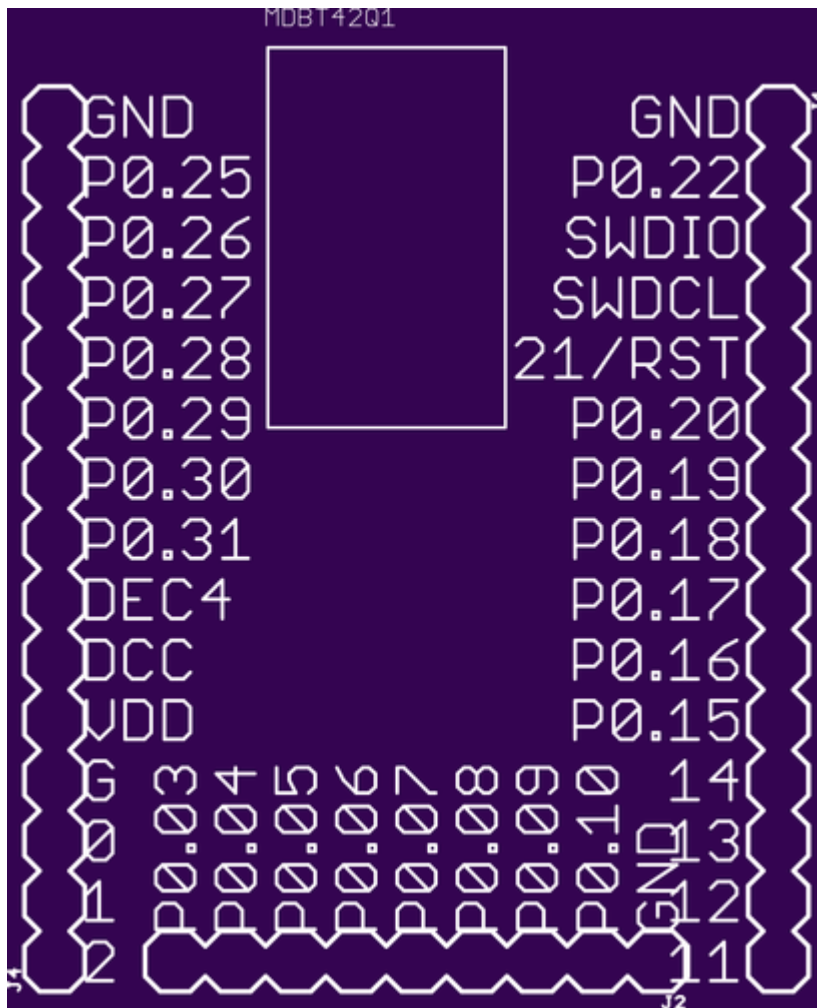 MDBT42Q1
GND
P0.25
P0.26
P0.27
P0.28
P0.29
P0.30
P0.31
DEC4
DCC
VDD
G
0
1
2
J4
P0.03
P0.04
P0.05
P0.06
P0.07
P0.08
P0.09
P0.10
GND
J2
GND
P0.22
SWDIO
SWDCL
21/RST
P0.20
P0.19
P0.18
P0.17
P0.16
P0.15
14
13
12
11